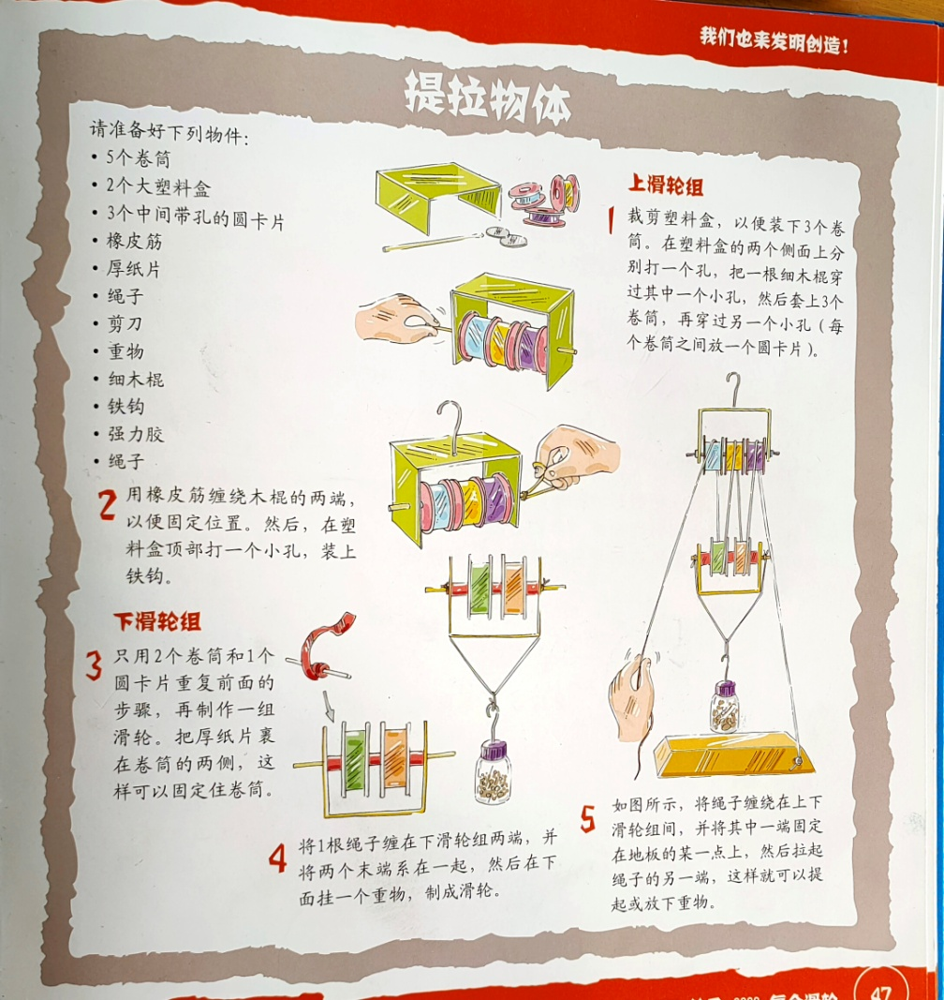 我们也来发明创造！
提拉物体
请准备好下列物件：
• 5个卷筒
• 2个大塑料盒
• 3个中间带孔的圆卡片
• 橡皮筋
• 厚纸片
• 绳子
• 剪刀
• 重物
• 细木棍
• 铁钩
• 强力胶
• 绳子
上滑轮组
1
裁剪塑料盒，以便装下3个卷
筒。在塑料盒的两个侧面上分
别打一个孔，把一根细木棍穿
过其中一个小孔，然后套上3个
卷筒，再穿过另一个小孔（每
个卷筒之间放一个圆卡片）。
2
用橡皮筋缠绕木棍的两端，
以便固定位置。然后，在塑
料盒顶部打一个小孔，装上
铁钩。
下滑轮组
3
只用2个卷筒和1个
圆卡片重复前面的
步骤，再制作一组
滑轮。把厚纸片裹
在卷筒的两侧，这
样可以固定住卷筒。
4
将1根绳子缠在下滑轮组两端，并
将两个末端系在一起，然后在下
面挂一个重物，制成滑轮。
5
如图所示，将绳子缠绕在上下
滑轮组间，并将其中一端固定
在地板的某一点上，然后拉起
绳子的另一端，这样就可以提
起或放下重物。
复合滑轮
47